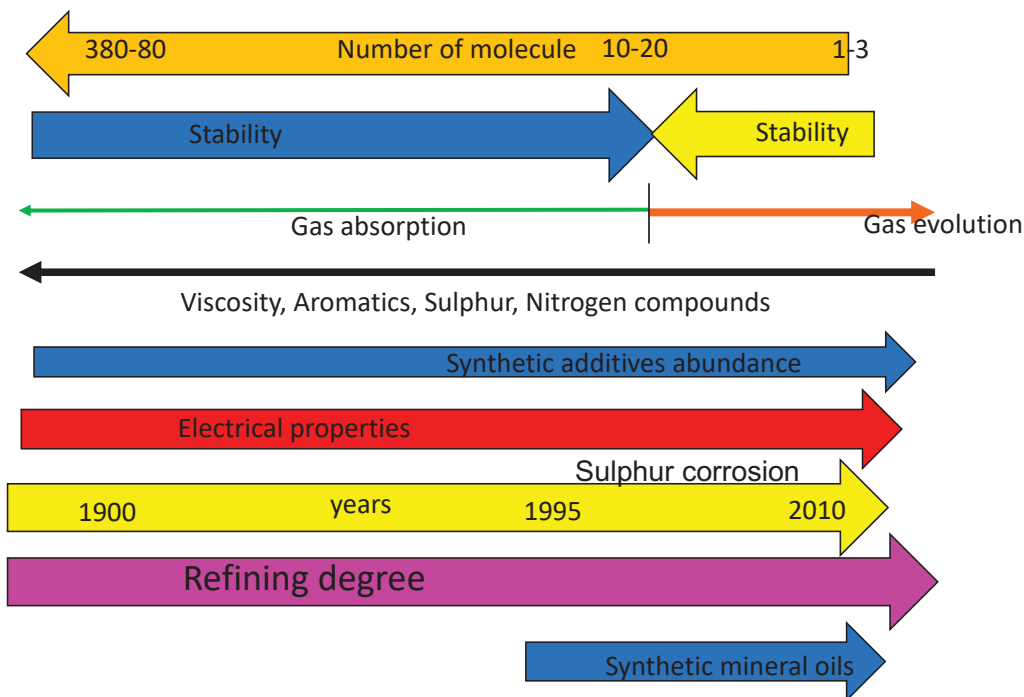 380-80 Number of molecule 10-20 1-3
Stability Stability
Gas absorption Gas evolution
Viscosity, Aromatics, Sulphur, Nitrogen compounds
Synthetic additives abundance
Electrical properties
Sulphur corrosion
1900 years 1995 2010
Refining degree
Synthetic mineral oils